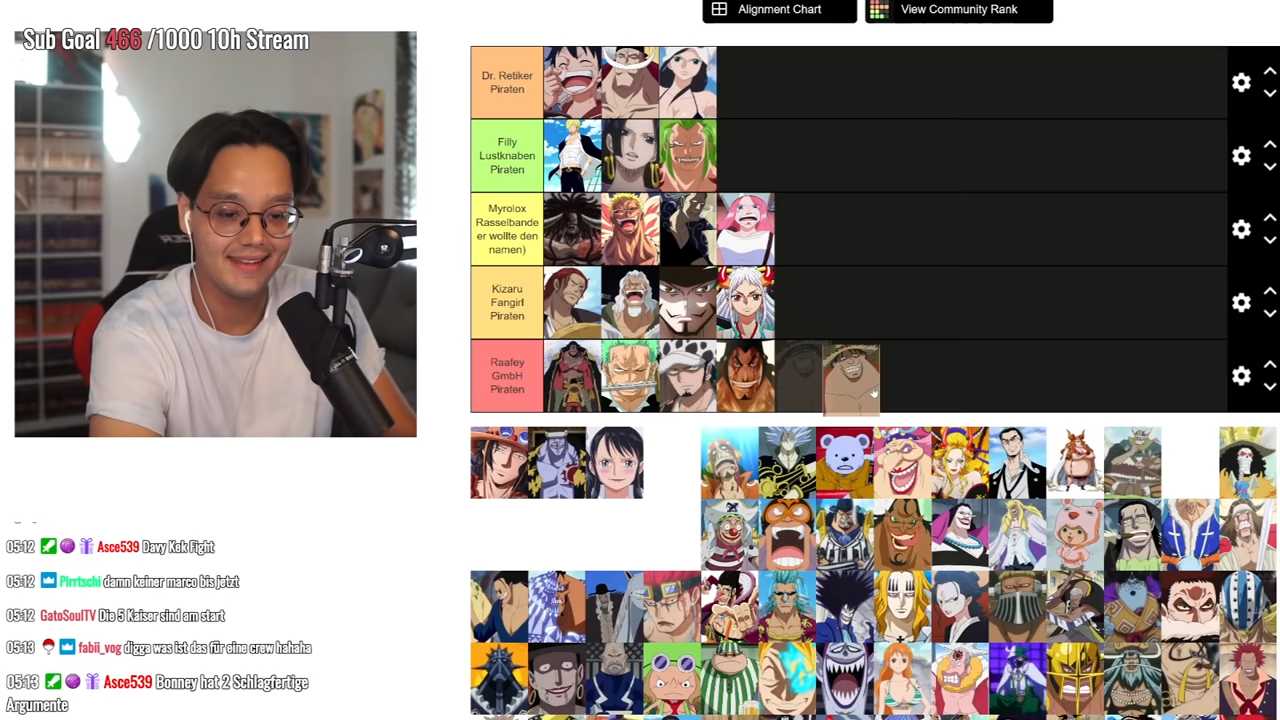 Alignment Chart
View Community Rank
Sub Goal 466 /1000 10h Stream
Dr. Retiker
Piraten
Filly
Lustknaben
Piraten
Myrolox
Rasselbande
er wollte den
namen)
Kizaru
Fangirl
Piraten
Raafey
GmbH
Piraten
05:12 Asce539 Davy Kok Fight
05:12 Pirrtschi damn keiner marco bis jetzt
05:12 GatoSoulTV Die 5 Kaiser sind am start
05:13 fabii_vog digga was ist das für eine crew hahaha
05:13 Asce539 Bonney hat 2 Schlagfertige
Argumente